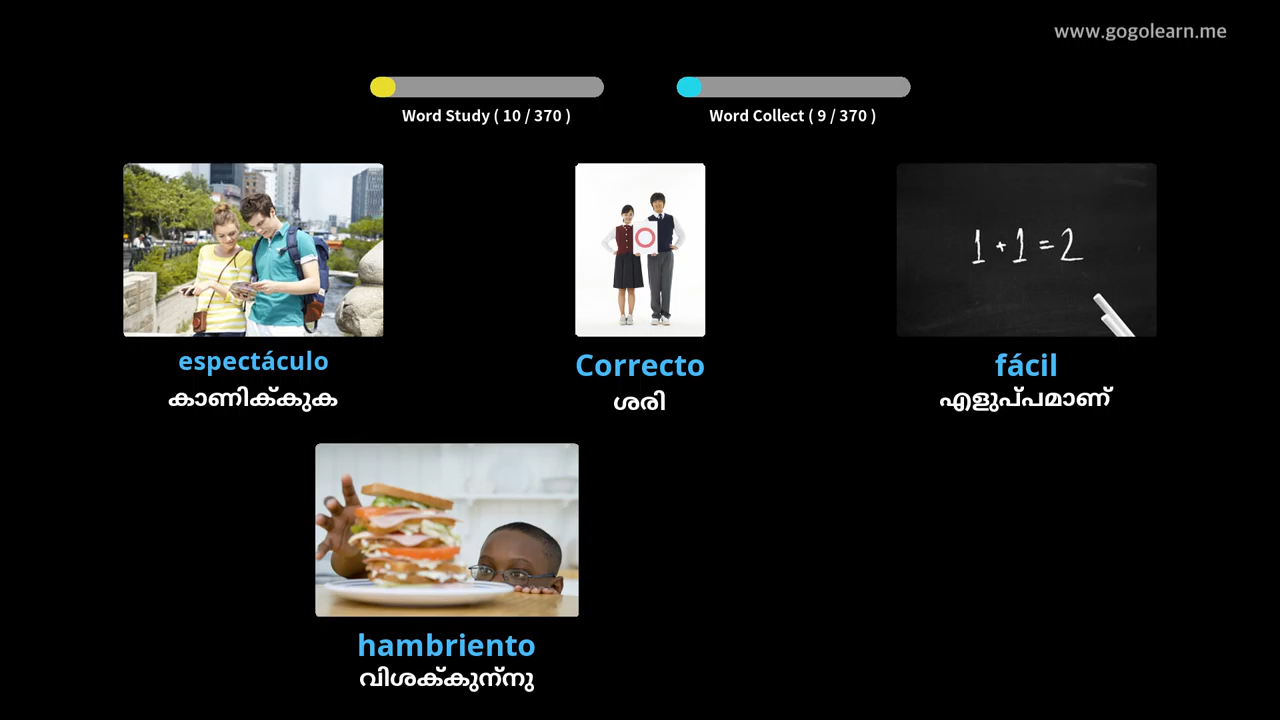 www.gogolearn.me
Word Study ( 10 / 370 )
Word Collect ( 9 / 370 )
espectáculo
കാണിക്കുക
Correcto
ശരി
1 + 1 = 2
fácil
എളുപ്പമാണ്
hambriento
വിശക്കുന്നു